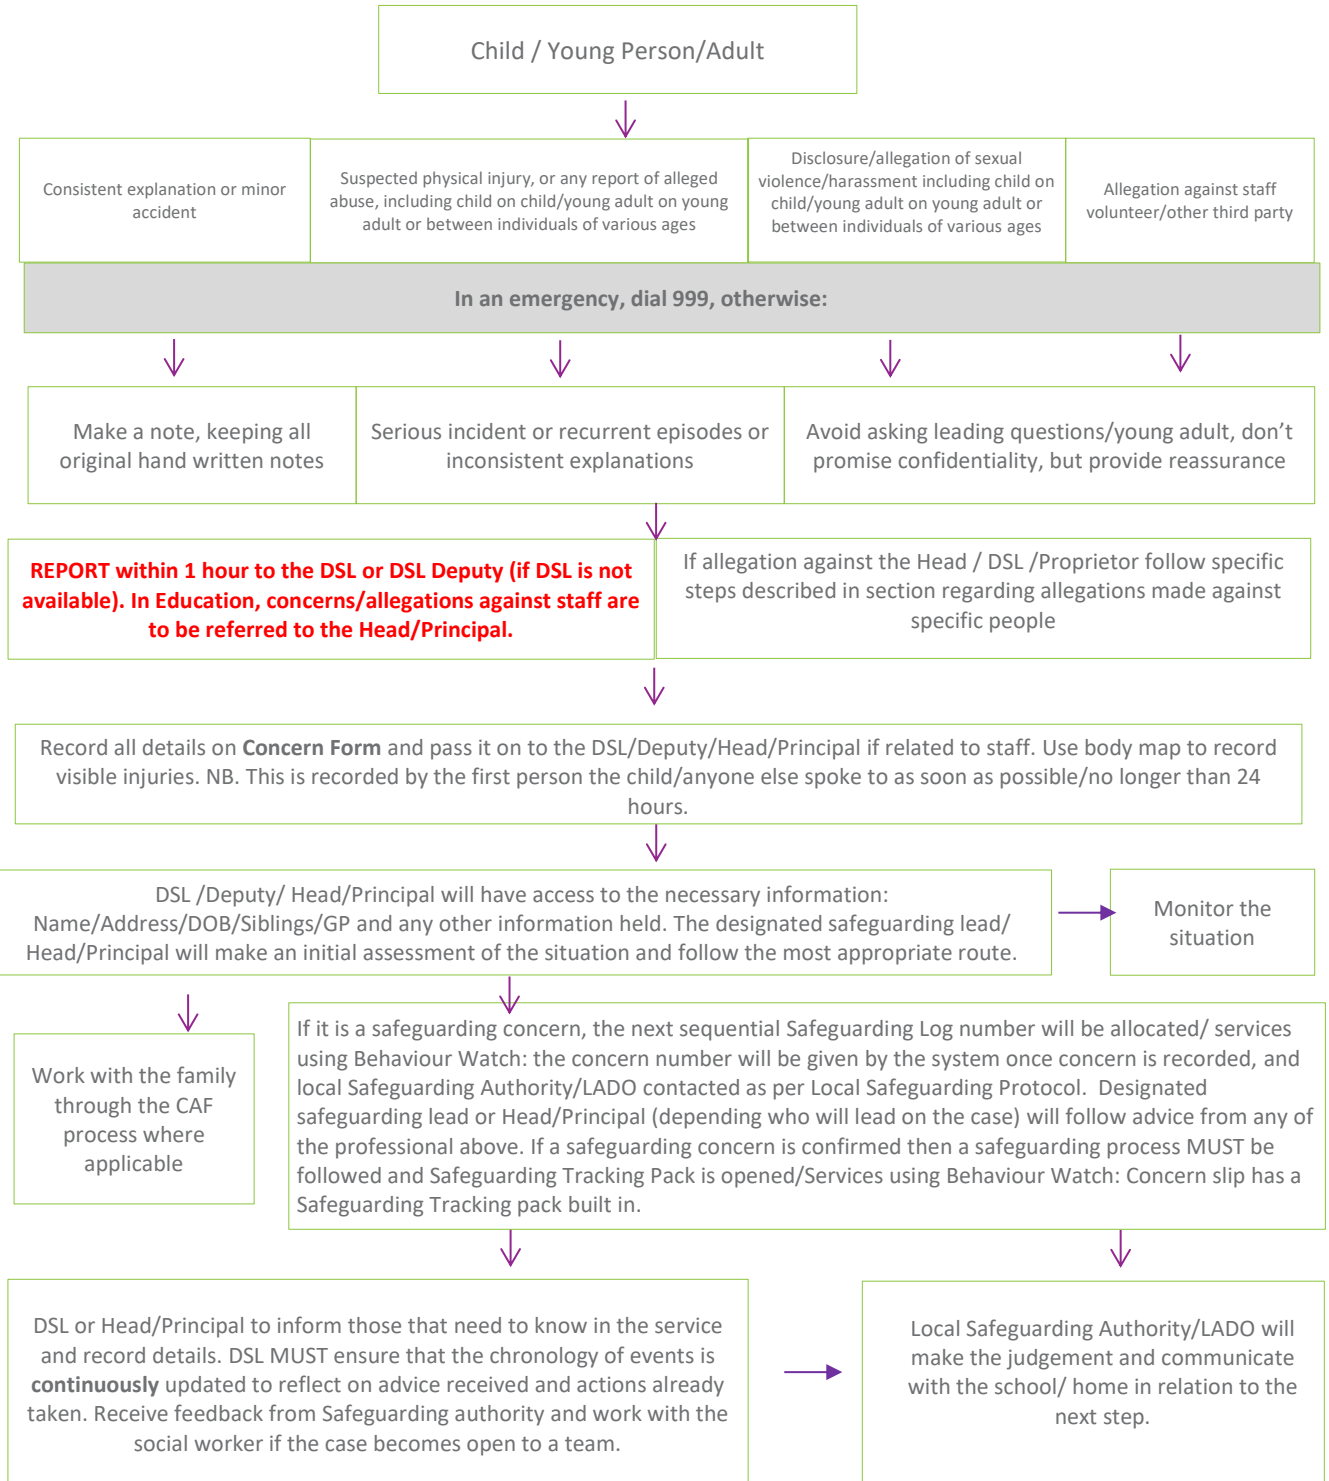 Child / Young Person/Adult
Consistent explanation or minor
accident
Suspected physical injury, or any report of alleged
abuse, including child on child/young adult on young
adult or between individuals of various ages
Disclosure/allegation of sexual
violence/harassment including child on
child/young adult on young adult or
between individuals of various ages
Allegation against staff
volunteer/other third party
In an emergency, dial 999, otherwise:
Make a note, keeping all
original hand written notes
Serious incident or recurrent episodes or
inconsistent explanations
Avoid asking leading questions/young adult, don’t
promise confidentiality, but provide reassurance
REPORT within 1 hour to the DSL or DSL Deputy (if DSL is not
available). In Education, concerns/allegations against staff are
to be referred to the Head/Principal.
If allegation against the Head / DSL /Proprietor follow specific
steps described in section regarding allegations made against
specific people
Record all details on Concern Form and pass it on to the DSL/Deputy/Head/Principal if related to staff. Use body map to record
visible injuries. NB. This is recorded by the first person the child/anyone else spoke to as soon as possible/no longer than 24
hours.
DSL /Deputy/ Head/Principal will have access to the necessary information:
Name/Address/DOB/Siblings/GP and any other information held. The designated safeguarding lead/
Head/Principal will make an initial assessment of the situation and follow the most appropriate route.
Monitor the
situation
Work with the family
through the CAF
process where
applicable
If it is a safeguarding concern, the next sequential Safeguarding Log number will be allocated/ services
using Behaviour Watch: the concern number will be given by the system once concern is recorded, and
local Safeguarding Authority/LADO contacted as per Local Safeguarding Protocol. Designated
safeguarding lead or Head/Principal (depending who will lead on the case) will follow advice from any of
the professional above. If a safeguarding concern is confirmed then a safeguarding process MUST be
followed and Safeguarding Tracking Pack is opened/Services using Behaviour Watch: Concern slip has a
Safeguarding Tracking pack built in.
DSL or Head/Principal to inform those that need to know in the service
and record details. DSL MUST ensure that the chronology of events is
continuously updated to reflect on advice received and actions already
taken. Receive feedback from Safeguarding authority and work with the
social worker if the case becomes open to a team.
Local Safeguarding Authority/LADO will
make the judgement and communicate
with the school/ home in relation to the
next step.